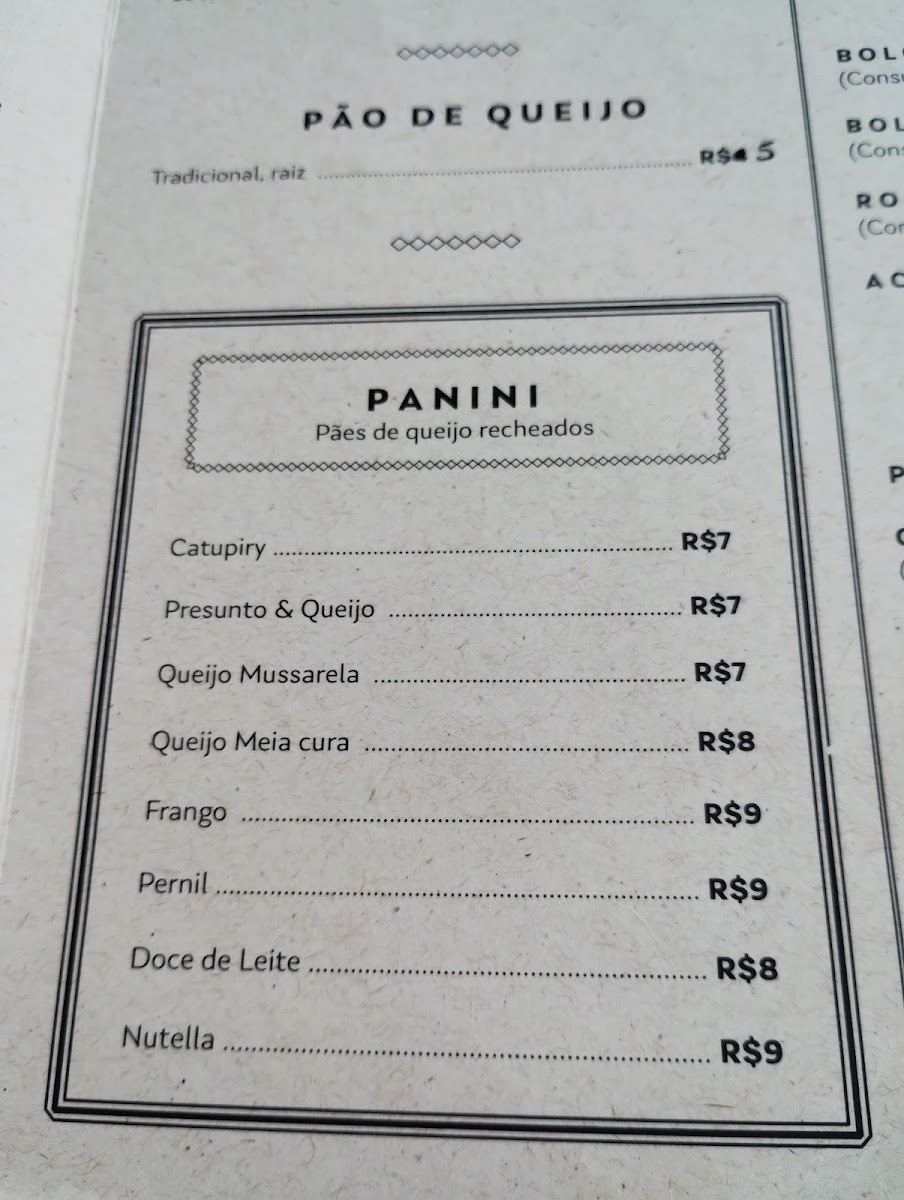 PÃO DE QUEIJO
Tradicional, raiz ........ R$4 5
PANINI
Pães de queijo recheados
Catupiry ........ R$7
Presunto & Queijo ........ R$7
Queijo Mussarela ........ R$7
Queijo Meia cura ........ R$8
Frango ........ R$9
Pernil ........ R$9
Doce de Leite ........ R$8
Nutella ........ R$9